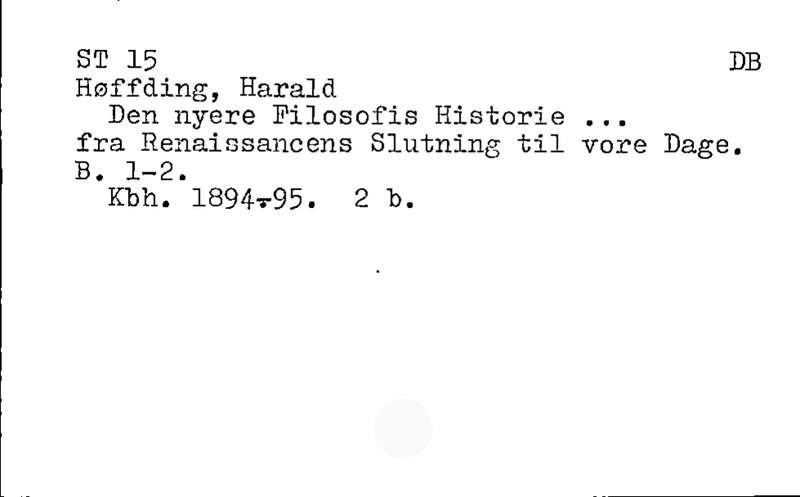 ST 15 DB
Høffding, Harald
Den nyere Filosofis Historie ...
fra Renaissancens Slutning til vore Dage.
B. 1-2.
Kbh. 1894-95. 2 b.